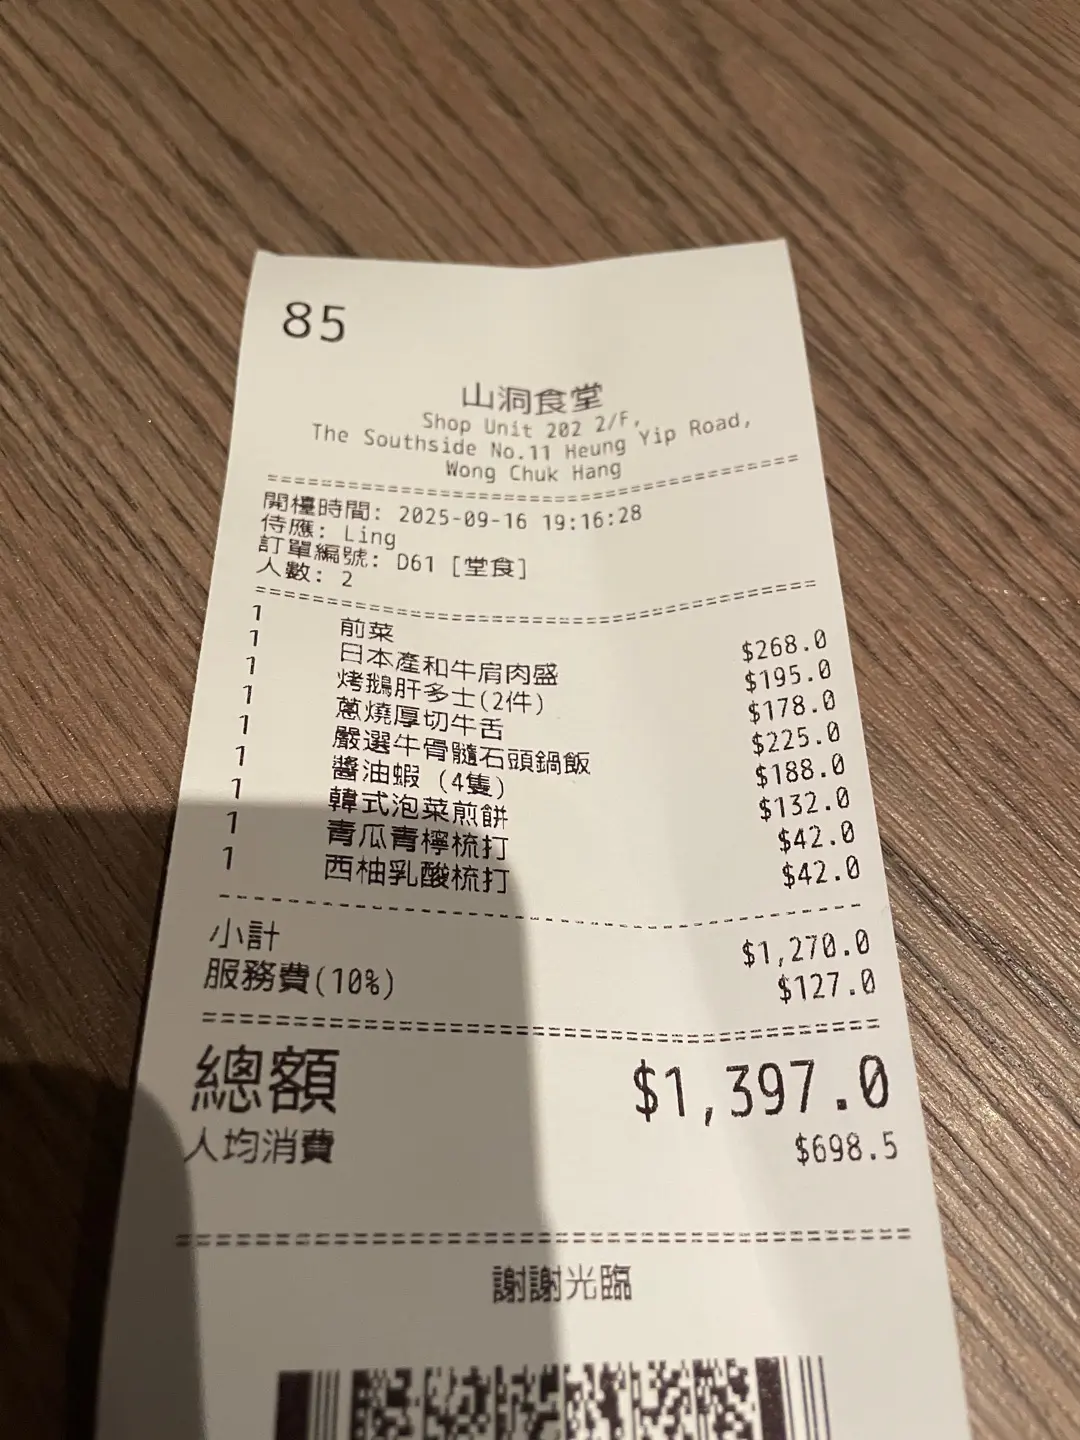 85
山洞食堂
Shop Unit 202 2/F,
The Southside No.11 Heung Yip Road,
Wong Chuk Hang
開檯時間: 2025-09-16 19:16:28
侍應: Ling
訂單編號: D61 [堂食]
人數: 2
1 前菜
1 日本產和牛肩肉盛 $268.0
1 烤鵝肝多士(2件) $195.0
1 蔥燒厚切牛舌 $178.0
1 嚴選牛骨髓石頭鍋飯 $225.0
1 醬油蝦 (4隻) $188.0
1 韓式泡菜煎餅 $132.0
1 青瓜青檸梳打 $42.0
1 西柚乳酸梳打 $42.0
小計 $1,270.0
服務費(10%) $127.0
總額 $1,397.0
人均消費 $698.5
謝謝光臨